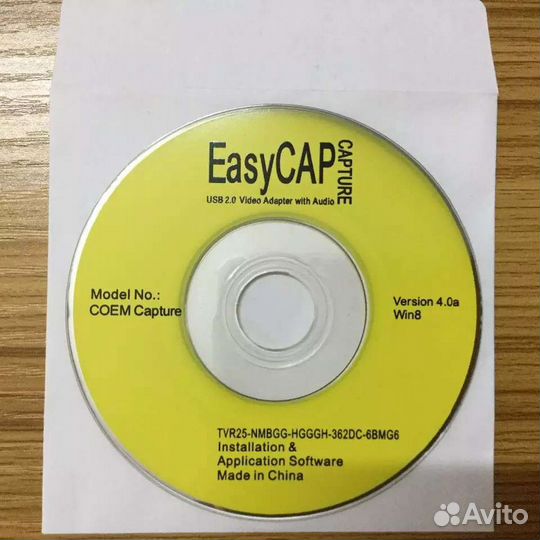 EasyCAP CAPTURE
USB 2.0 Video Adapter with Audio
Model No.:
COEM Capture
Version 4.0a
Win8
TVR25-NMBGG-HGGGH-362DC-6BMG6
Installation &
Application Software
Made in China
Avito